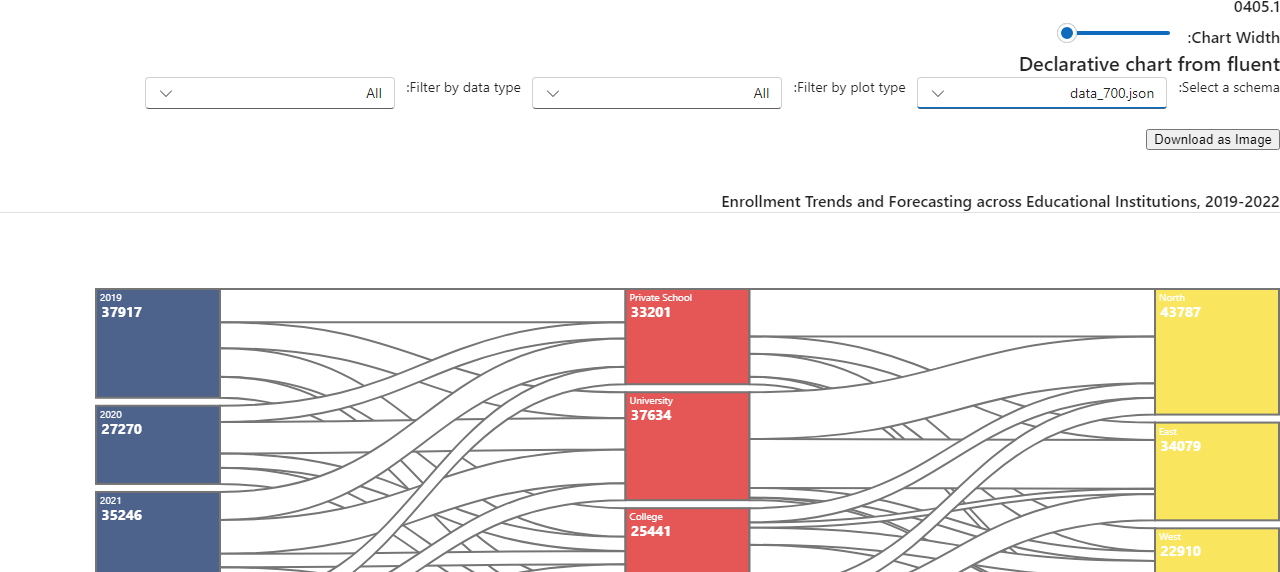 0405.1
:Chart Width
Declarative chart from fluent
:Select a schema
data_700.json
:Filter by plot type
All
:Filter by data type
All
Download as Image
Enrollment Trends and Forecasting across Educational Institutions, 2019-2022
2019
37917
2020
27270
2021
35246
Private School
33201
University
37634
College
25441
North
43787
East
34079
West
22910